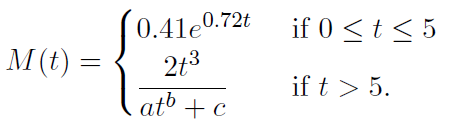 M(t) = { 0.41e^{0.72t} if 0 ≤ t ≤ 5
2t^3 / (at^b + c) if t > 5.